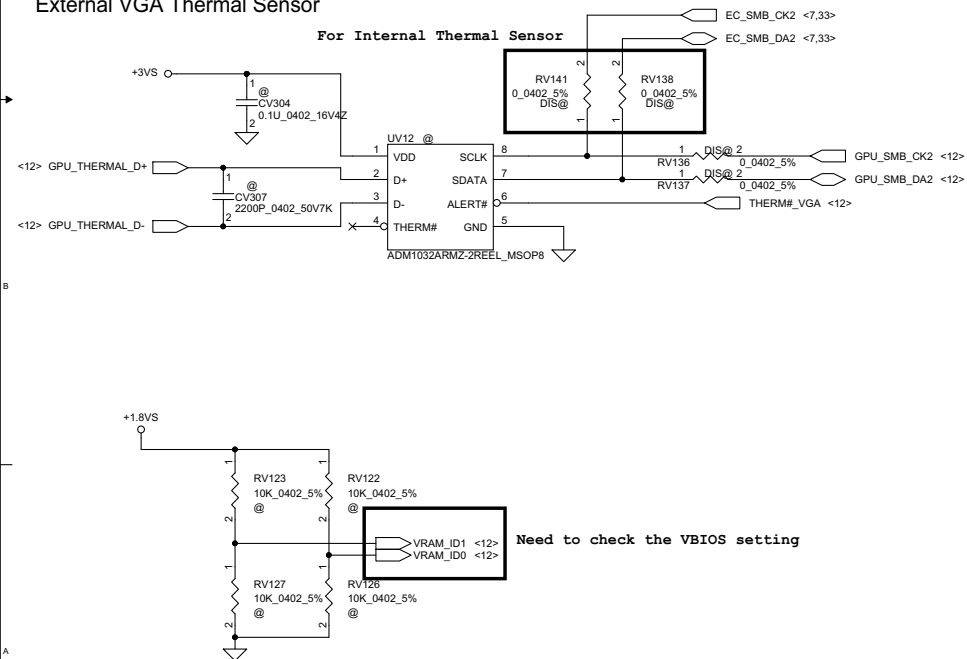 External VGA Thermal Sensor
For Internal Thermal Sensor
EC_SMB_CK2 <7,33>
EC_SMB_DA2 <7,33>
+3VS
1
@
CV304
0.1U_0402_16V4Z
2
2
RV141
0_0402_5%
DIS@
1
2
RV138
0_0402_5%
DIS@
1
UV12 @
1 VDD
2 D+
3 D-
4 THERM#
SCLK 8
SDATA 7
ALERT# 6
GND 5
ADM1032ARMZ-2REEL_MSOP8
<12> GPU_THERMAL_D+
1
@
CV307
2200P_0402_50V7K
2
<12> GPU_THERMAL_D-
1 DIS@ 2
RV136 0_0402_5%
GPU_SMB_CK2 <12>
1 DIS@ 2
RV137 0_0402_5%
GPU_SMB_DA2 <12>
THERM#_VGA <12>
B
+1.8VS
1
RV123
10K_0402_5%
@
2
1
RV122
10K_0402_5%
@
2
VRAM_ID1 <12>
VRAM_ID0 <12>
Need to check the VBIOS setting
1
RV127
10K_0402_5%
@
2
1
RV126
10K_0402_5%
@
2
A